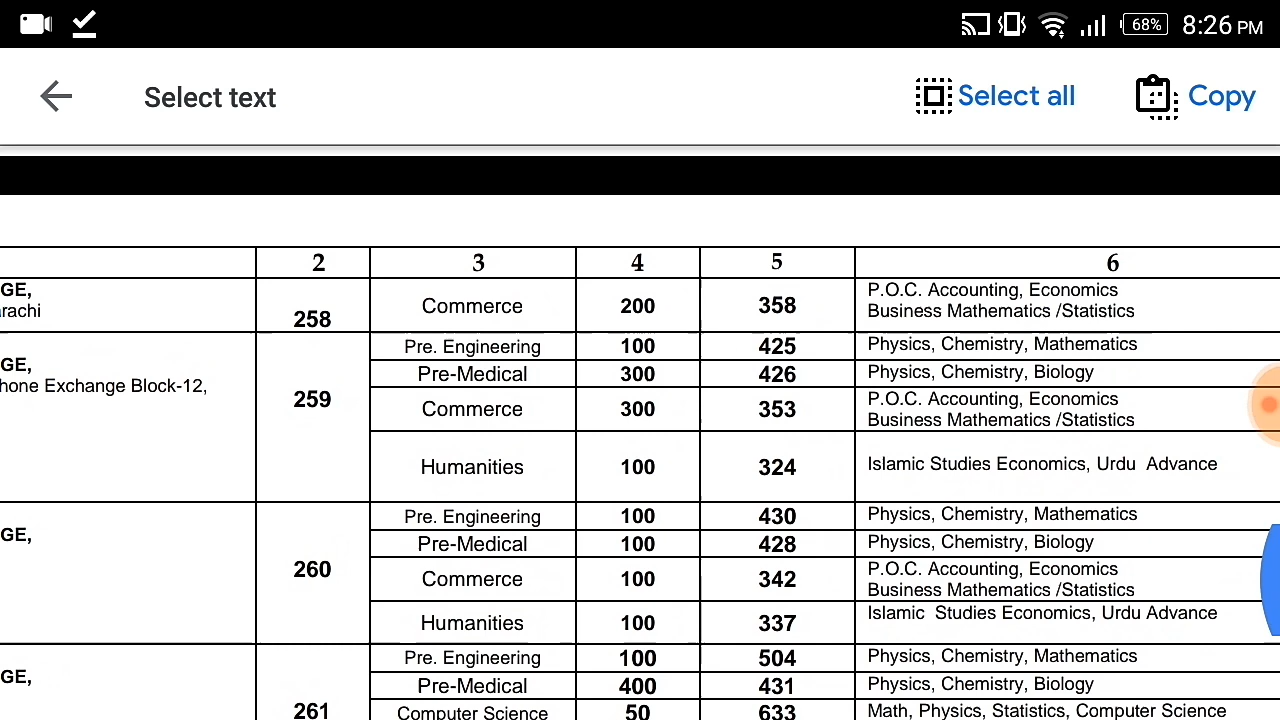 68% 8:26 PM
Select text Select all Copy
2 3 4 5 6
GE,
rachi
258 Commerce 200 358 P.O.C. Accounting, Economics
Business Mathematics /Statistics
GE,
hone Exchange Block-12,
259 Pre. Engineering 100 425 Physics, Chemistry, Mathematics
Pre-Medical 300 426 Physics, Chemistry, Biology
Commerce 300 353 P.O.C. Accounting, Economics
Business Mathematics /Statistics
Humanities 100 324 Islamic Studies Economics, Urdu Advance
GE,
260 Pre. Engineering 100 430 Physics, Chemistry, Mathematics
Pre-Medical 100 428 Physics, Chemistry, Biology
Commerce 100 342 P.O.C. Accounting, Economics
Business Mathematics /Statistics
Humanities 100 337 Islamic Studies Economics, Urdu Advance
GE,
261 Pre. Engineering 100 504 Physics, Chemistry, Mathematics
Pre-Medical 400 431 Physics, Chemistry, Biology
Computer Science 50 633 Math, Physics, Statistics, Computer Science